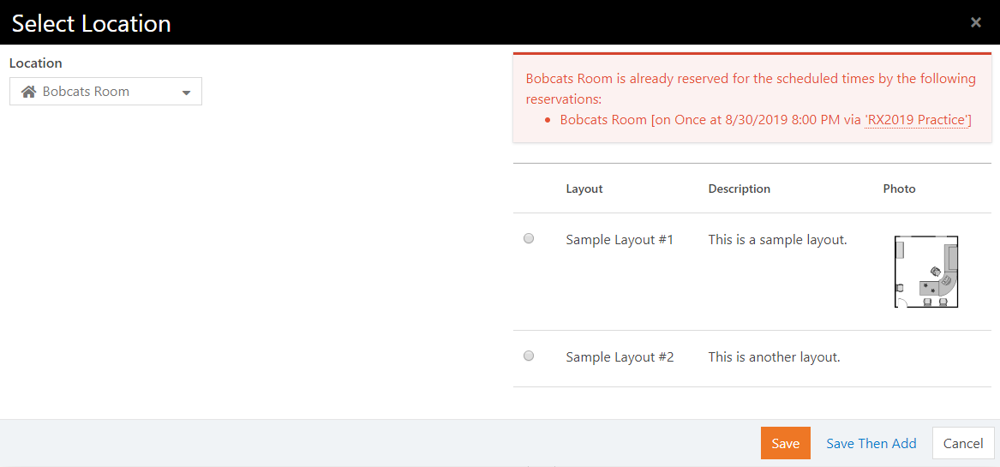 Select Location
×
Location
Bobcats Room
Bobcats Room is already reserved for the scheduled times by the following
reservations:
• Bobcats Room [on Once at 8/30/2019 8:00 PM via 'RX2019 Practice']
Layout Description Photo
Sample Layout #1 This is a sample layout.
Sample Layout #2 This is another layout.
Save Save Then Add Cancel